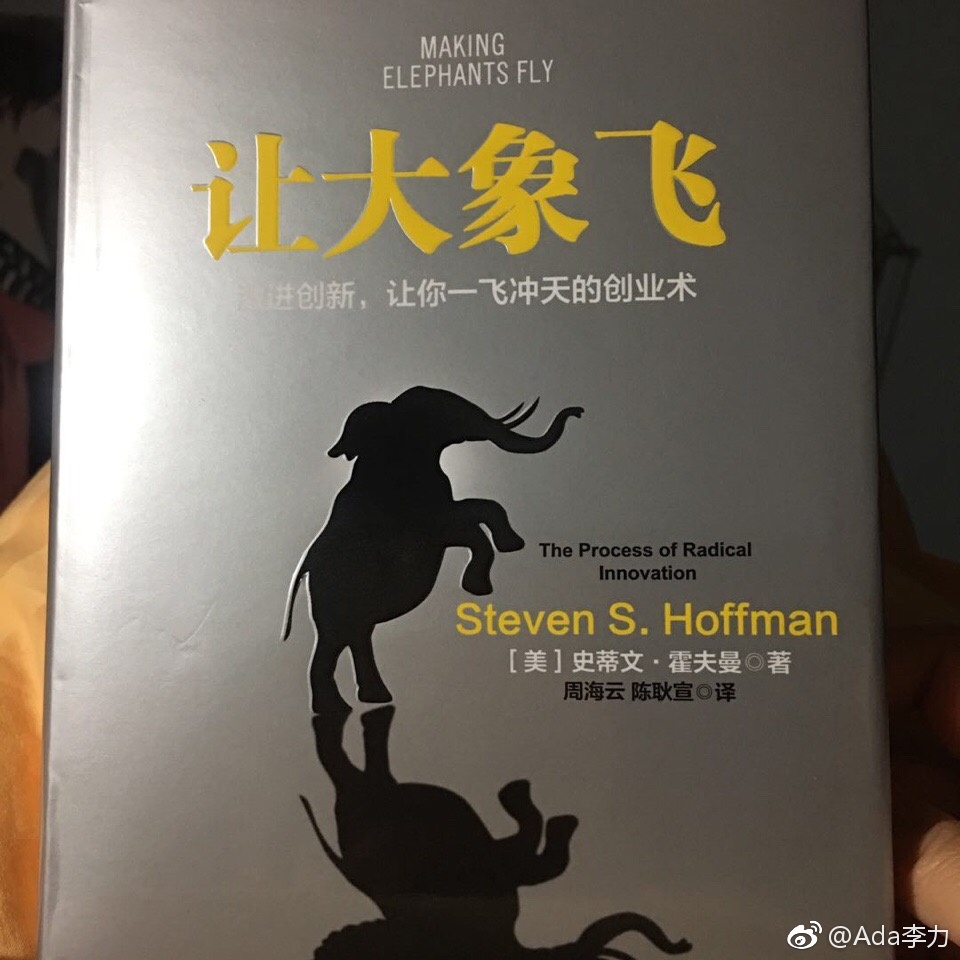 MAKING
ELEPHANTS FLY
让大象飞
进创新，让你一飞冲天的创业术
The Process of Radical
Innovation
Steven S. Hoffman
［美］史蒂文·霍夫曼◎著
周海云 陈耿宣◎译
@Ada李力